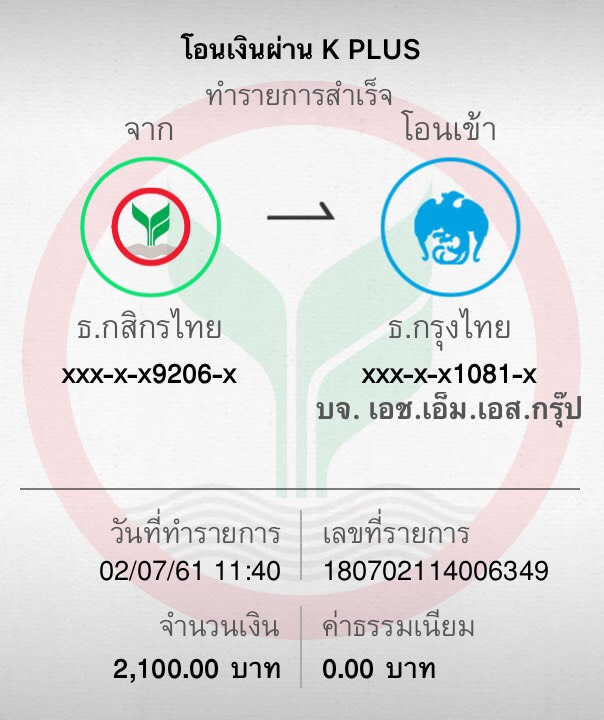 โอนเงินผ่าน K PLUS
ทำรายการสำเร็จ
จาก
โอนเข้า
ธ.กสิกรไทย
ธ.กรุงไทย
xxx-x-x9206-x
xxx-x-x1081-x
บจ. เอช.เอ็ม.เอส.กรุ๊ป
วันที่ทำรายการ
เลขที่รายการ
02/07/61 11:40
180702114006349
จำนวนเงิน
ค่าธรรมเนียม
2,100.00 บาท
0.00 บาท